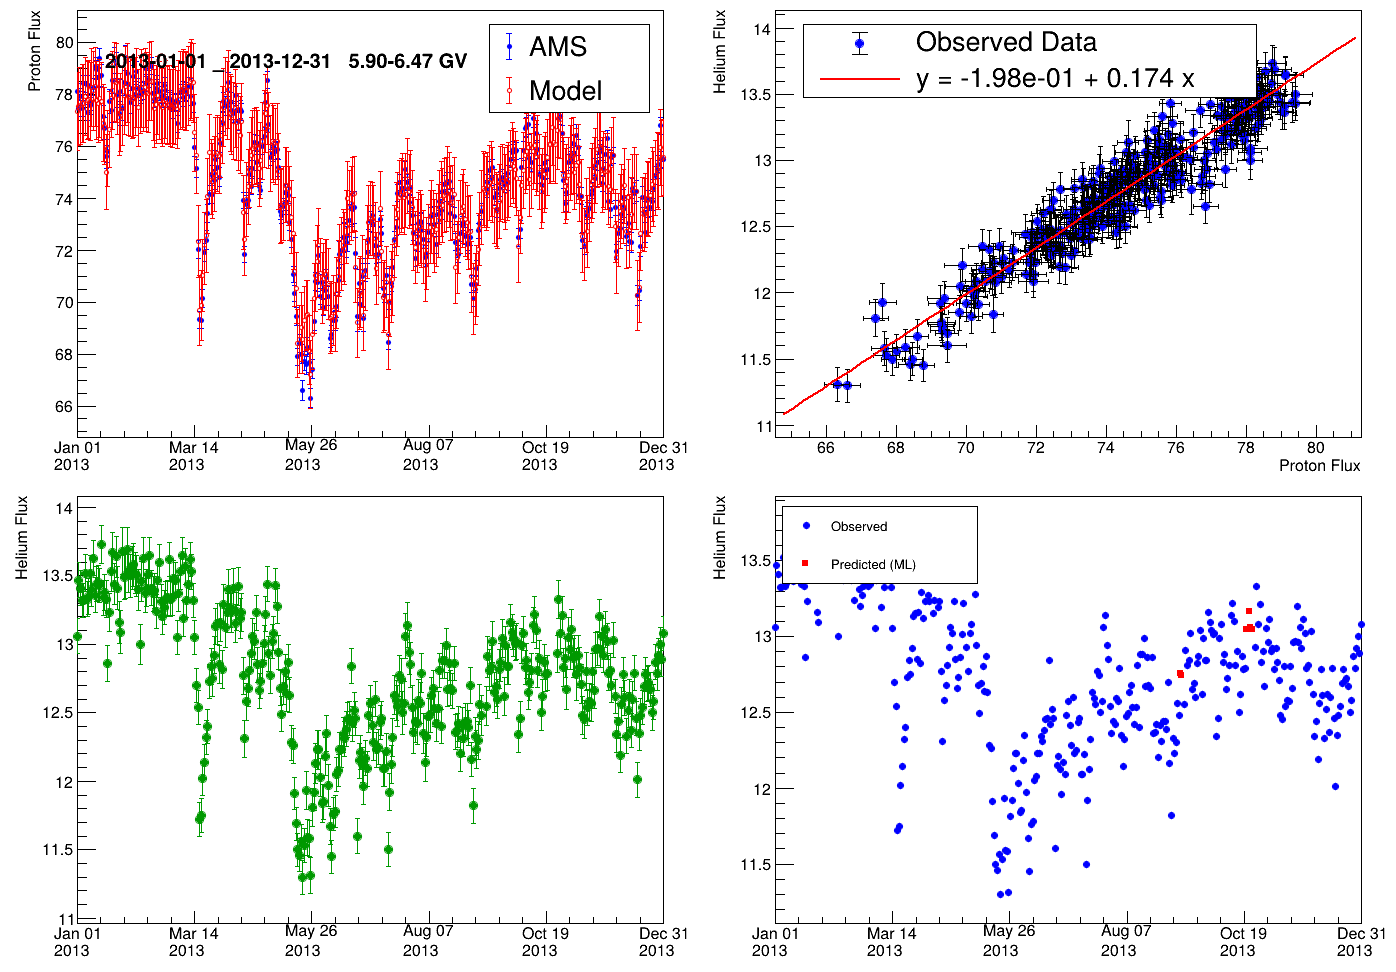 Proton Flux
80
78
76
74
72
70
68
66
2013-01-01 _ 2013-12-31 5.90-6.47 GV
AMS
Model
Jan 01 Mar 14 May 26 Aug 07 Oct 19 Dec 31
2013 2013 2013 2013 2013 2013
Helium Flux
14
13.5
13
12.5
12
11.5
11
Observed Data
y = -1.98e-01 + 0.174 x
66 68 70 72 74 76 78 80
Proton Flux
Helium Flux
14
13.5
13
12.5
12
11.5
11
Jan 01 Mar 14 May 26 Aug 07 Oct 19 Dec 31
2013 2013 2013 2013 2013 2013
Helium Flux
13.5
13
12.5
12
11.5
Observed
Predicted (ML)
Jan 01 Mar 14 May 26 Aug 07 Oct 19 Dec 31
2013 2013 2013 2013 2013 2013